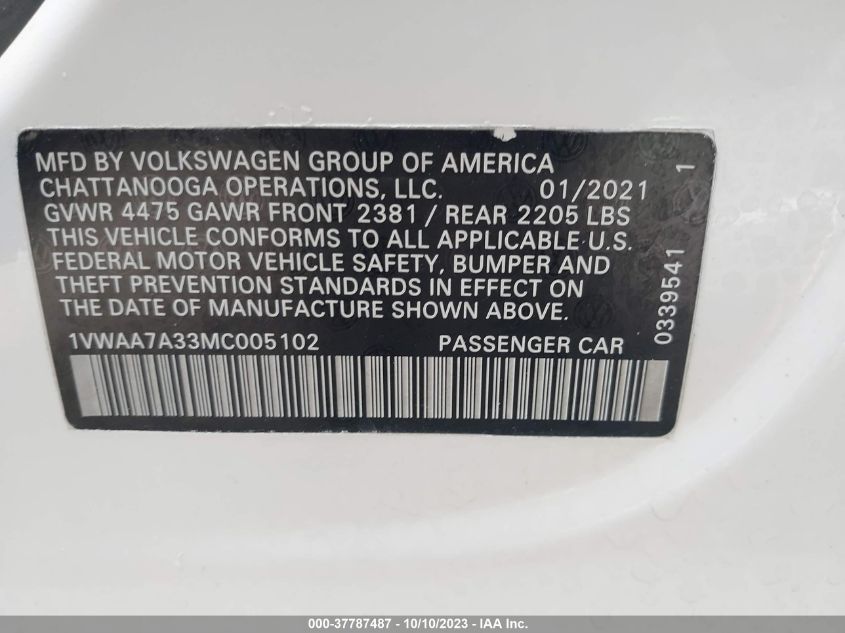 MFD BY VOLKSWAGEN GROUP OF AMERICA
CHATTANOOGA OPERATIONS, LLC. 01/2021
GVWR 4475 GAWR FRONT 2381 / REAR 2205 LBS
THIS VEHICLE CONFORMS TO ALL APPLICABLE U.S.
FEDERAL MOTOR VEHICLE SAFETY, BUMPER AND
THEFT PREVENTION STANDARDS IN EFFECT ON
THE DATE OF MANUFACTURE SHOWN ABOVE.
1VWAA7A33MC005102 PASSENGER CAR
0339541 1
000-37787487 - 10/10/2023 - IAA Inc.